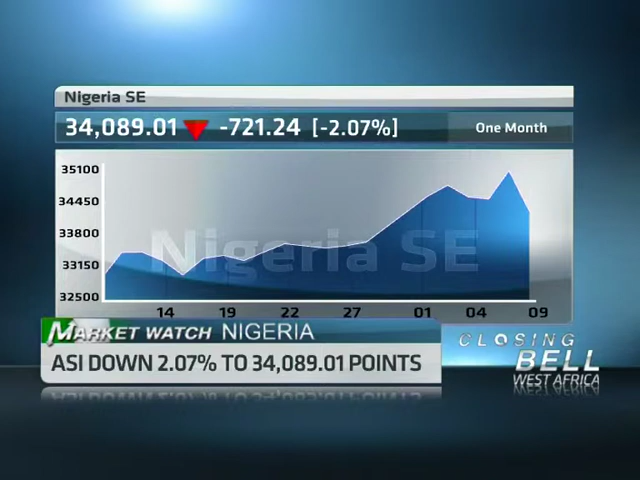 Nigeria SE
34,089.01 -721.24 [-2.07%] One Month
35100
34450
33800
33150
32500
Nigeria SE
14 19 22 27 01 04 09
MARKET WATCH NIGERIA
ASI DOWN 2.07% TO 34,089.01 POINTS
CLOSING
BELL
WEST AFRICA